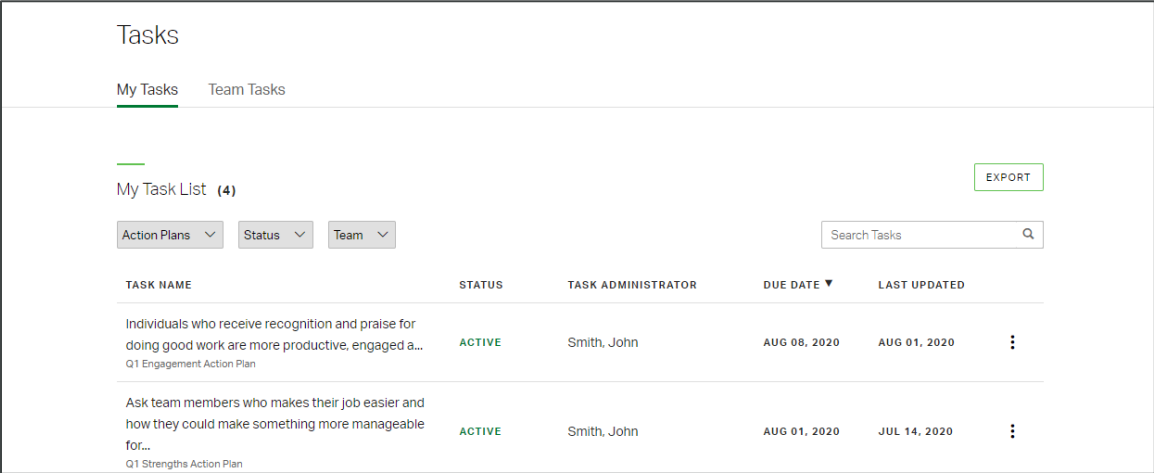 Tasks
My Tasks Team Tasks
My Task List (4)
EXPORT
Action Plans Status Team Search Tasks
TASK NAME STATUS TASK ADMINISTRATOR DUE DATE LAST UPDATED
Individuals who receive recognition and praise for
doing good work are more productive, engaged a...
Q1 Engagement Action Plan
ACTIVE Smith, John AUG 08, 2020 AUG 01, 2020
Ask team members who makes their job easier and
how they could make something more manageable
for...
Q1 Strengths Action Plan
ACTIVE Smith, John AUG 01, 2020 JUL 14, 2020